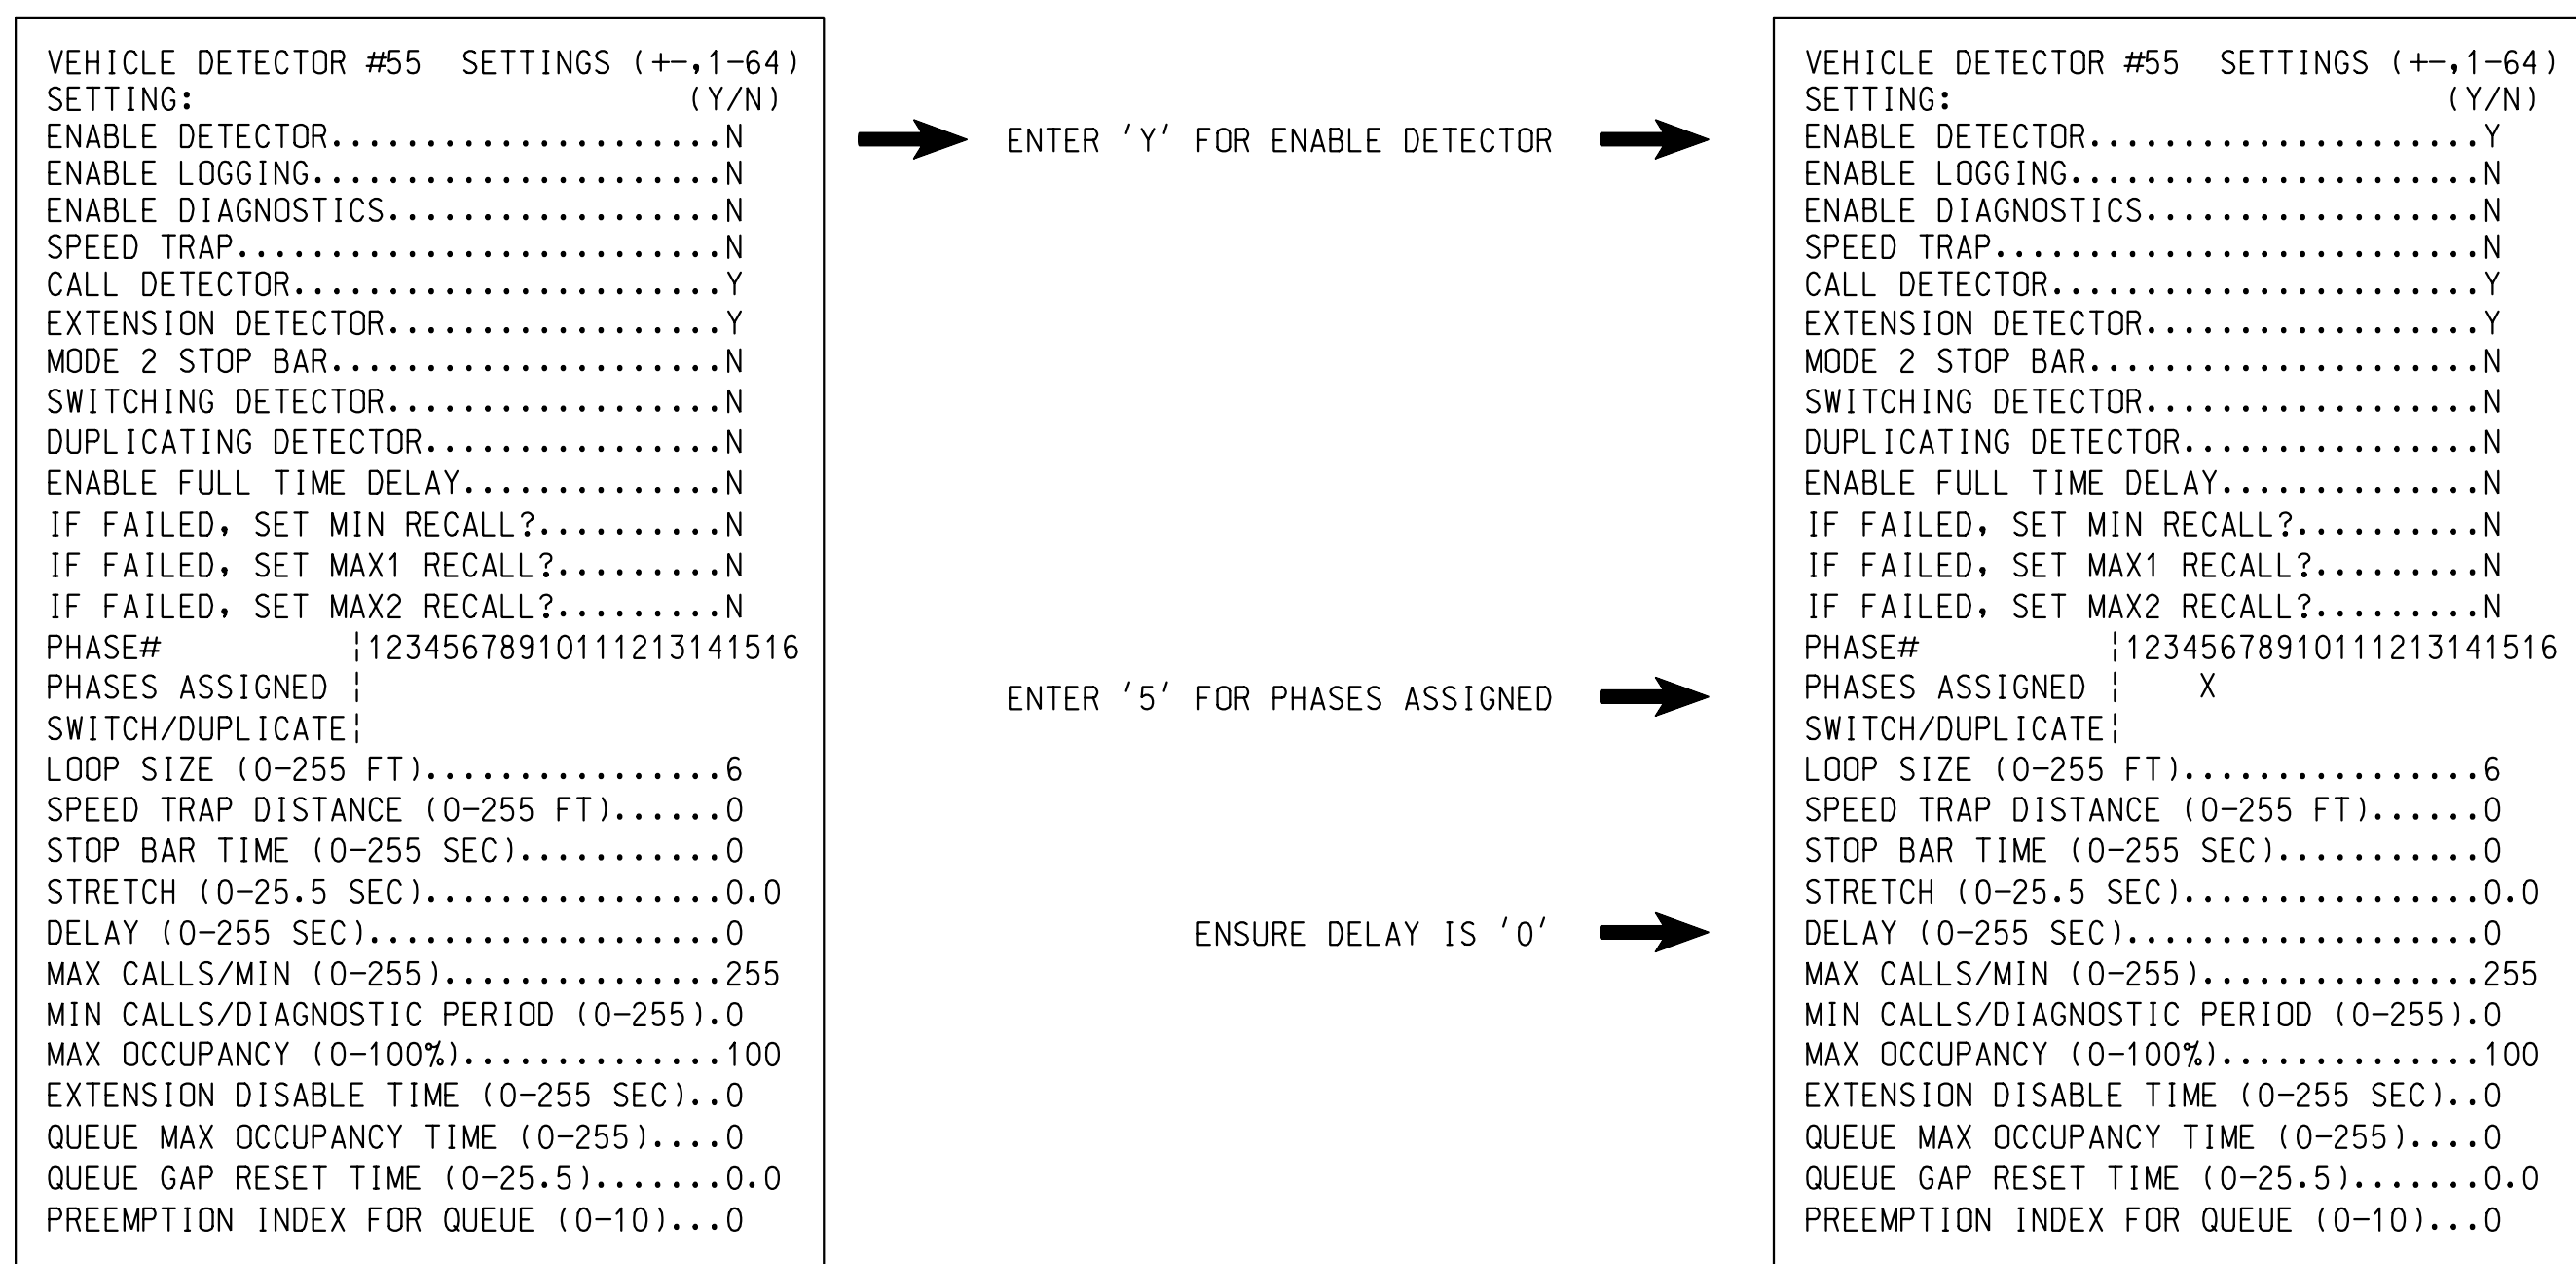 VEHICLE DETECTOR #55  SETTINGS (+-,1-64)
SETTING:                          (Y/N)
ENABLE DETECTOR.....................N
ENABLE LOGGING......................N
ENABLE DIAGNOSTICS..................N
SPEED TRAP..........................N
CALL DETECTOR.......................Y
EXTENSION DETECTOR..................Y
MODE 2 STOP BAR.....................N
SWITCHING DETECTOR..................N
DUPLICATING DETECTOR................N
ENABLE FULL TIME DELAY..............N
IF FAILED, SET MIN RECALL?..........N
IF FAILED, SET MAX1 RECALL?.........N
IF FAILED, SET MAX2 RECALL?.........N
PHASE#          ¦12345678910111213141516
PHASES ASSIGNED ¦
SWITCH/DUPLICATE¦
LOOP SIZE (0-255 FT)................6
SPEED TRAP DISTANCE (0-255 FT)......0
STOP BAR TIME (0-255 SEC)...........0
STRETCH (0-25.5 SEC)................0.0
DELAY (0-255 SEC)...................0
MAX CALLS/MIN (0-255)...............255
MIN CALLS/DIAGNOSTIC PERIOD (0-255).0
MAX OCCUPANCY (0-100%)..............100
EXTENSION DISABLE TIME (0-255 SEC)..0
QUEUE MAX OCCUPANCY TIME (0-255)....0
QUEUE GAP RESET TIME (0-25.5).......0.0
PREEMPTION INDEX FOR QUEUE (0-10)...0
ENTER 'Y' FOR ENABLE DETECTOR
ENTER '5' FOR PHASES ASSIGNED
ENSURE DELAY IS '0'
VEHICLE DETECTOR #55  SETTINGS (+-,1-64)
SETTING:                          (Y/N)
ENABLE DETECTOR.....................Y
ENABLE LOGGING......................N
ENABLE DIAGNOSTICS..................N
SPEED TRAP..........................N
CALL DETECTOR.......................Y
EXTENSION DETECTOR..................Y
MODE 2 STOP BAR.....................N
SWITCHING DETECTOR..................N
DUPLICATING DETECTOR................N
ENABLE FULL TIME DELAY..............N
IF FAILED, SET MIN RECALL?..........N
IF FAILED, SET MAX1 RECALL?.........N
IF FAILED, SET MAX2 RECALL?.........N
PHASE#          ¦12345678910111213141516
PHASES ASSIGNED ¦    X
SWITCH/DUPLICATE¦
LOOP SIZE (0-255 FT)................6
SPEED TRAP DISTANCE (0-255 FT)......0
STOP BAR TIME (0-255 SEC)...........0
STRETCH (0-25.5 SEC)................0.0
DELAY (0-255 SEC)...................0
MAX CALLS/MIN (0-255)...............255
MIN CALLS/DIAGNOSTIC PERIOD (0-255).0
MAX OCCUPANCY (0-100%)..............100
EXTENSION DISABLE TIME (0-255 SEC)..0
QUEUE MAX OCCUPANCY TIME (0-255)....0
QUEUE GAP RESET TIME (0-25.5).......0.0
PREEMPTION INDEX FOR QUEUE (0-10)...0